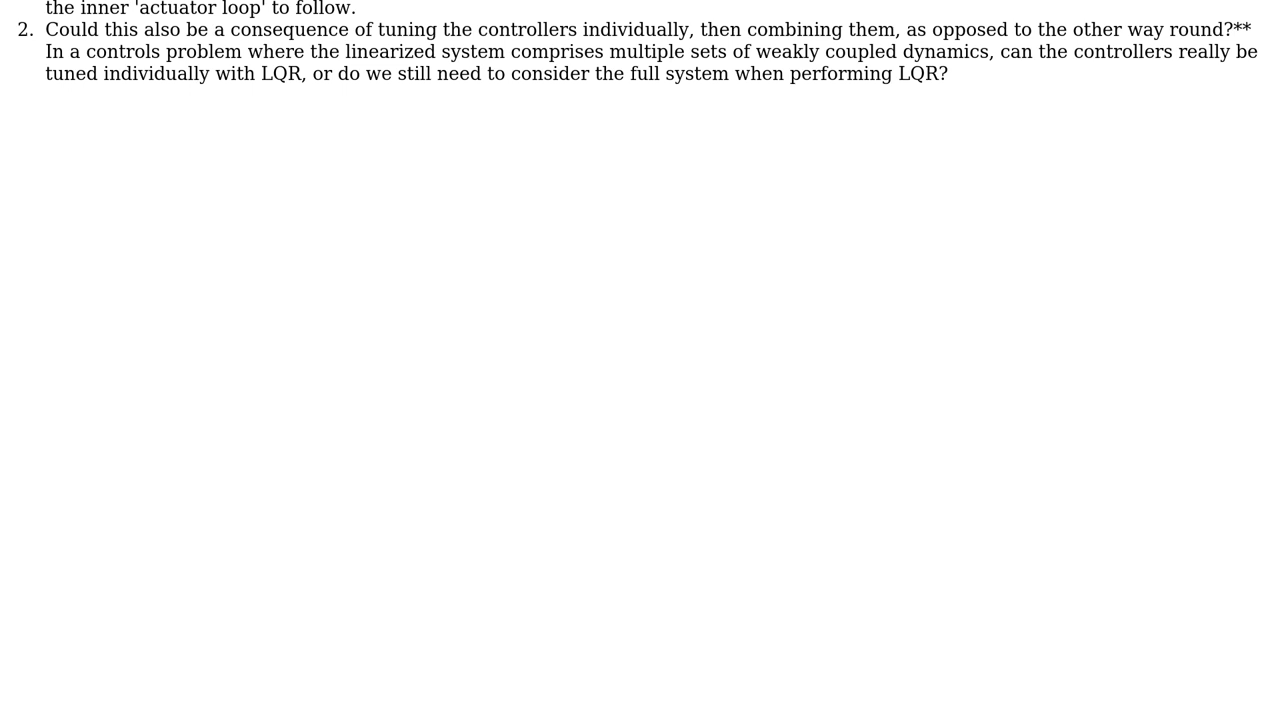 the inner 'actuator loop' to follow.
2. Could this also be a consequence of tuning the controllers individually, then combining them, as opposed to the other way round?**
In a controls problem where the linearized system comprises multiple sets of weakly coupled dynamics, can the controllers really be
tuned individually with LQR, or do we still need to consider the full system when performing LQR?